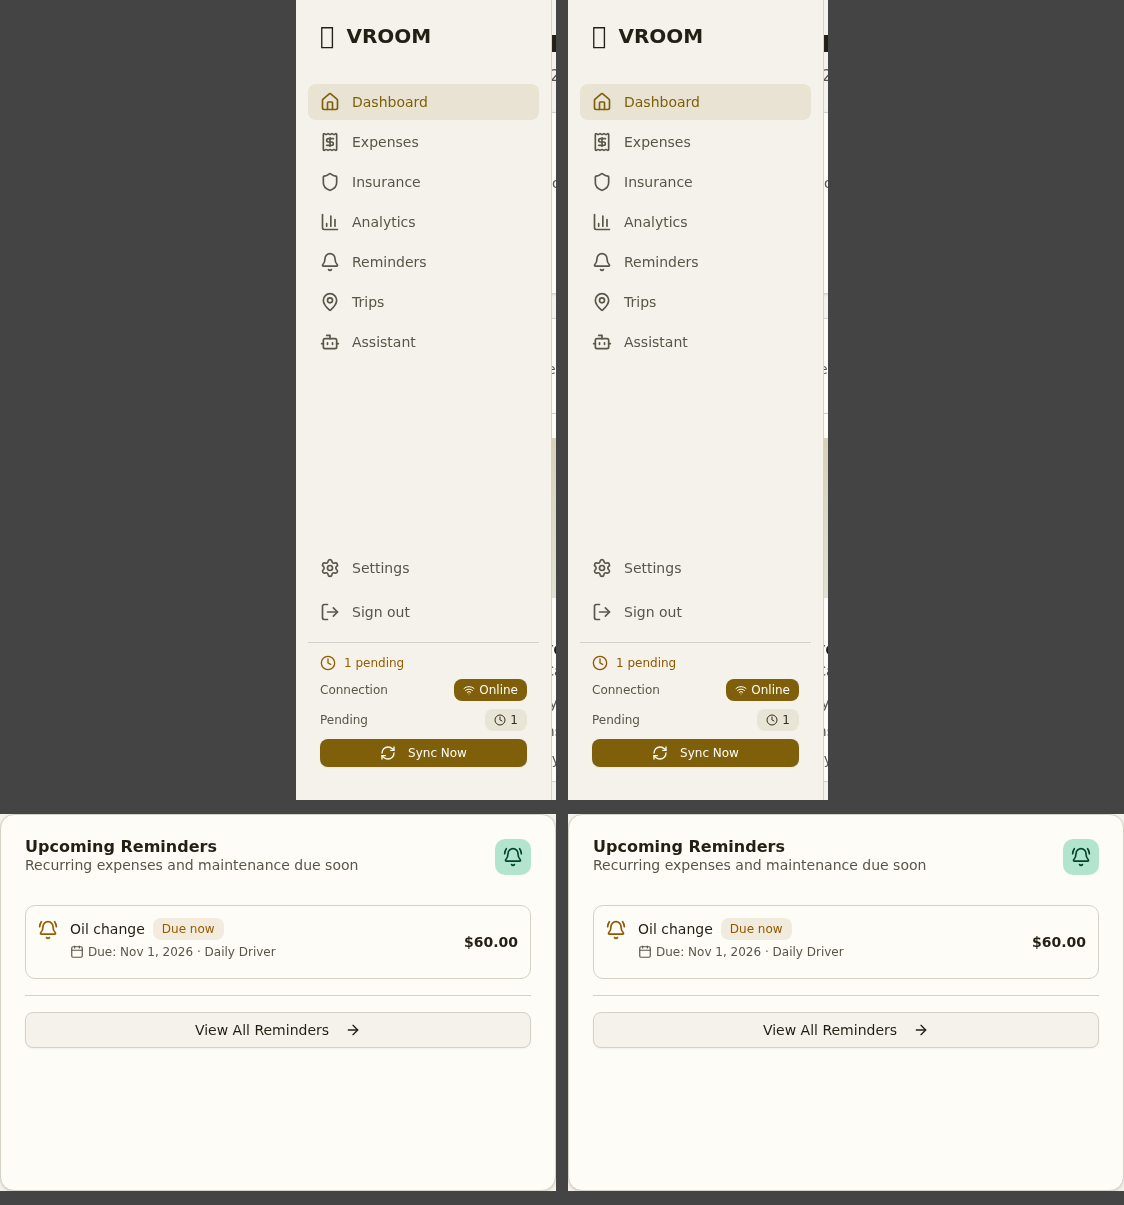 VROOM
Dashboard
Expenses
Insurance
Analytics
Reminders
Trips
Assistant
Settings
Sign out
1 pending
Connection Online
Pending 1
Sync Now
VROOM
Dashboard
Expenses
Insurance
Analytics
Reminders
Trips
Assistant
Settings
Sign out
1 pending
Connection Online
Pending 1
Sync Now
Upcoming Reminders
Recurring expenses and maintenance due soon
Oil change Due now
Due: Nov 1, 2026 · Daily Driver
$60.00
View All Reminders
Upcoming Reminders
Recurring expenses and maintenance due soon
Oil change Due now
Due: Nov 1, 2026 · Daily Driver
$60.00
View All Reminders